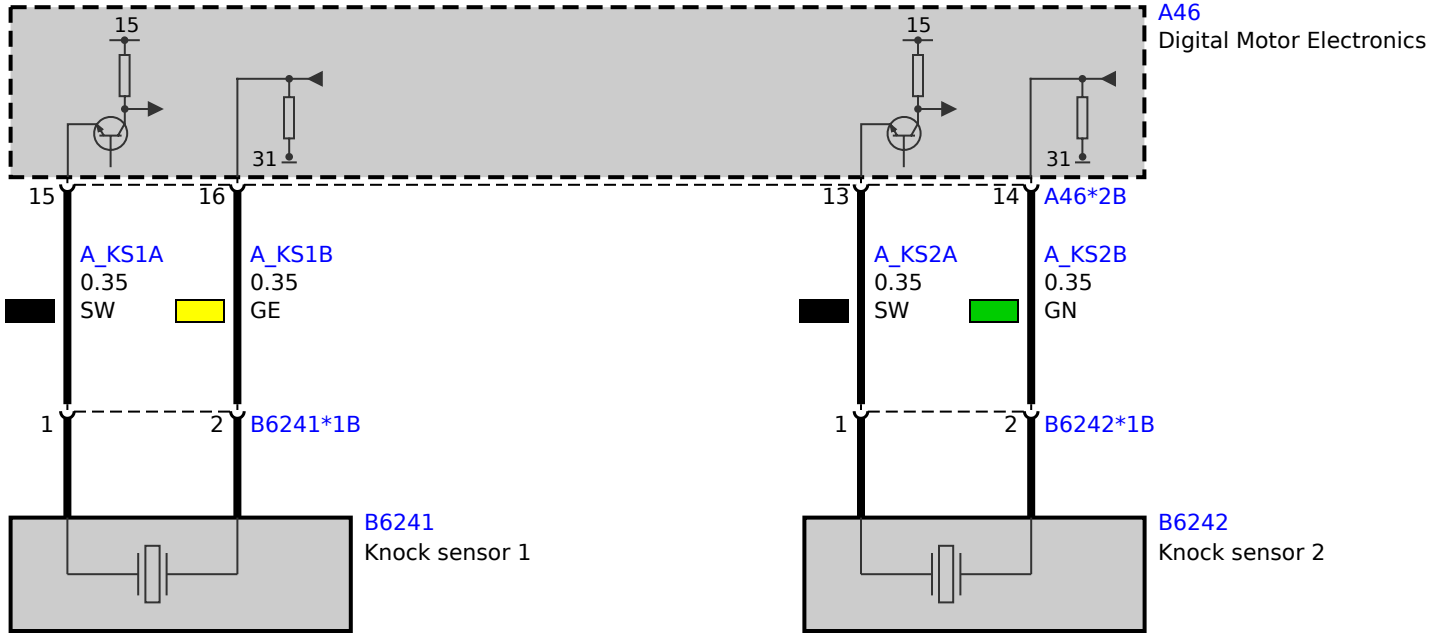 A46
Digital Motor Electronics
15
15
31
31
15
16
13
14
A46*2B
A_KS1A
0.35
SW
A_KS1B
0.35
GE
A_KS2A
0.35
SW
A_KS2B
0.35
GN
1
2
B6241*1B
1
2
B6242*1B
B6241
Knock sensor 1
B6242
Knock sensor 2